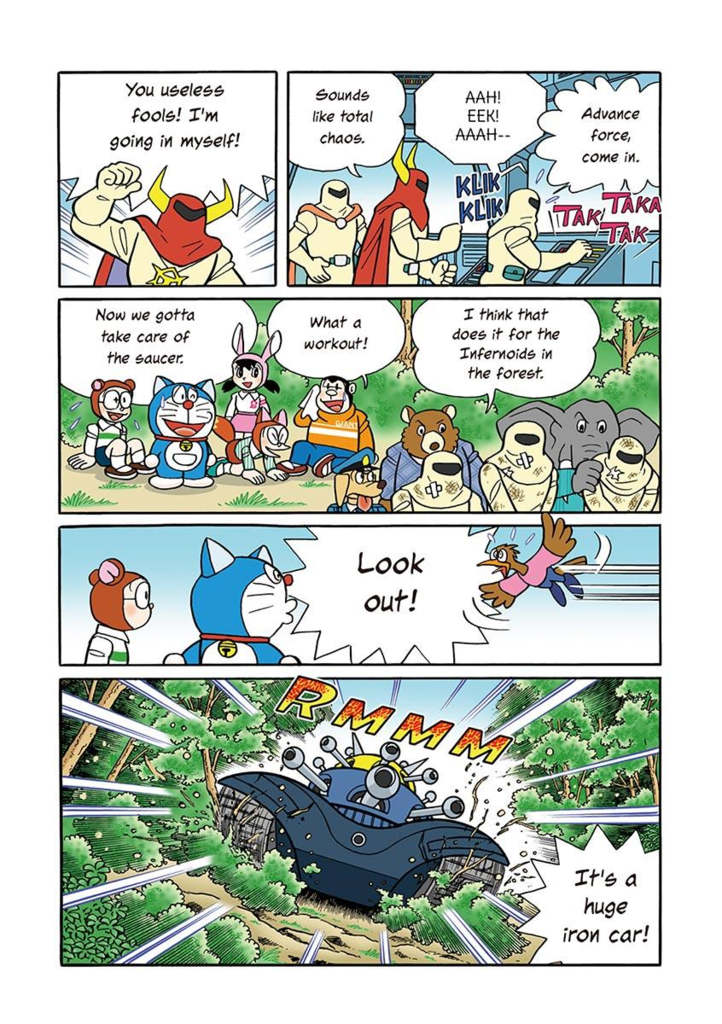 Advance
force,
come in.
TAKA
TAK
TAK
AAH!
EEK!
AAAH--
KLIK
KLIK
Sounds
like total
chaos.
You useless
fools! I'm
going in myself!
I think that
does it for the
Infernoids in
the forest.
What a
workout!
GIANT
Now we gotta
take care of
the saucer.
Look
out!
RMMMM
It's a
huge
iron car!